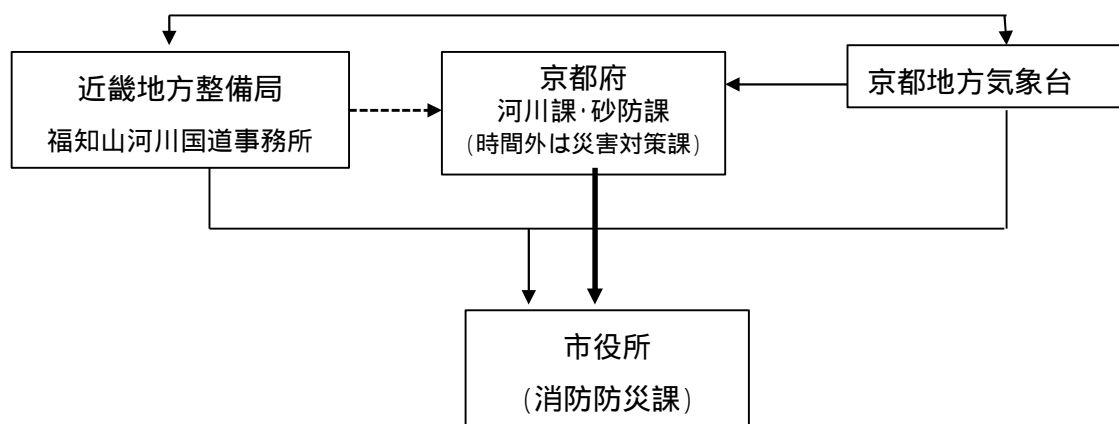 近畿地方整備局
福知山河川国道事務所
京都府
河川課･砂防課
(時間外は災害対策課)
京都地方気象台
市役所
(消防防災課)